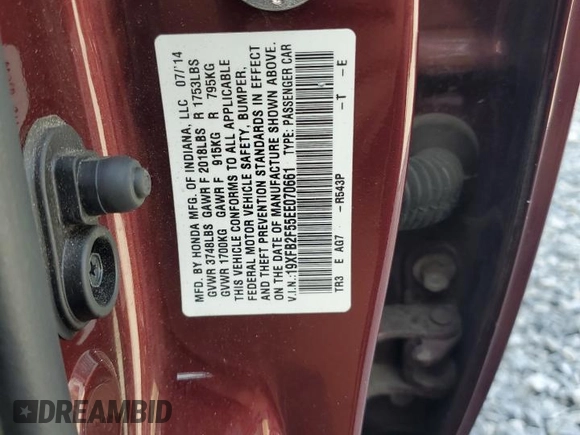 MFD. BY HONDA MFG. OF INDIANA, LLC 07/14
GVWR 3748LBS GAWR F 2018LBS R 1753LBS
GVWR 1700KG GAWR F 915KG R 795KG
THIS VEHICLE CONFORMS TO ALL APPLICABLE
FEDERAL MOTOR VEHICLE SAFETY, BUMPER,
AND THEFT PREVENTION STANDARDS IN EFFECT
ON THE DATE OF MANUFACTURE SHOWN ABOVE.
V.I.N.:19XFB2F55EE070661 TYPE: PASSENGER CAR
TR3 E AG7 -R543P -T -E
DREAMBID